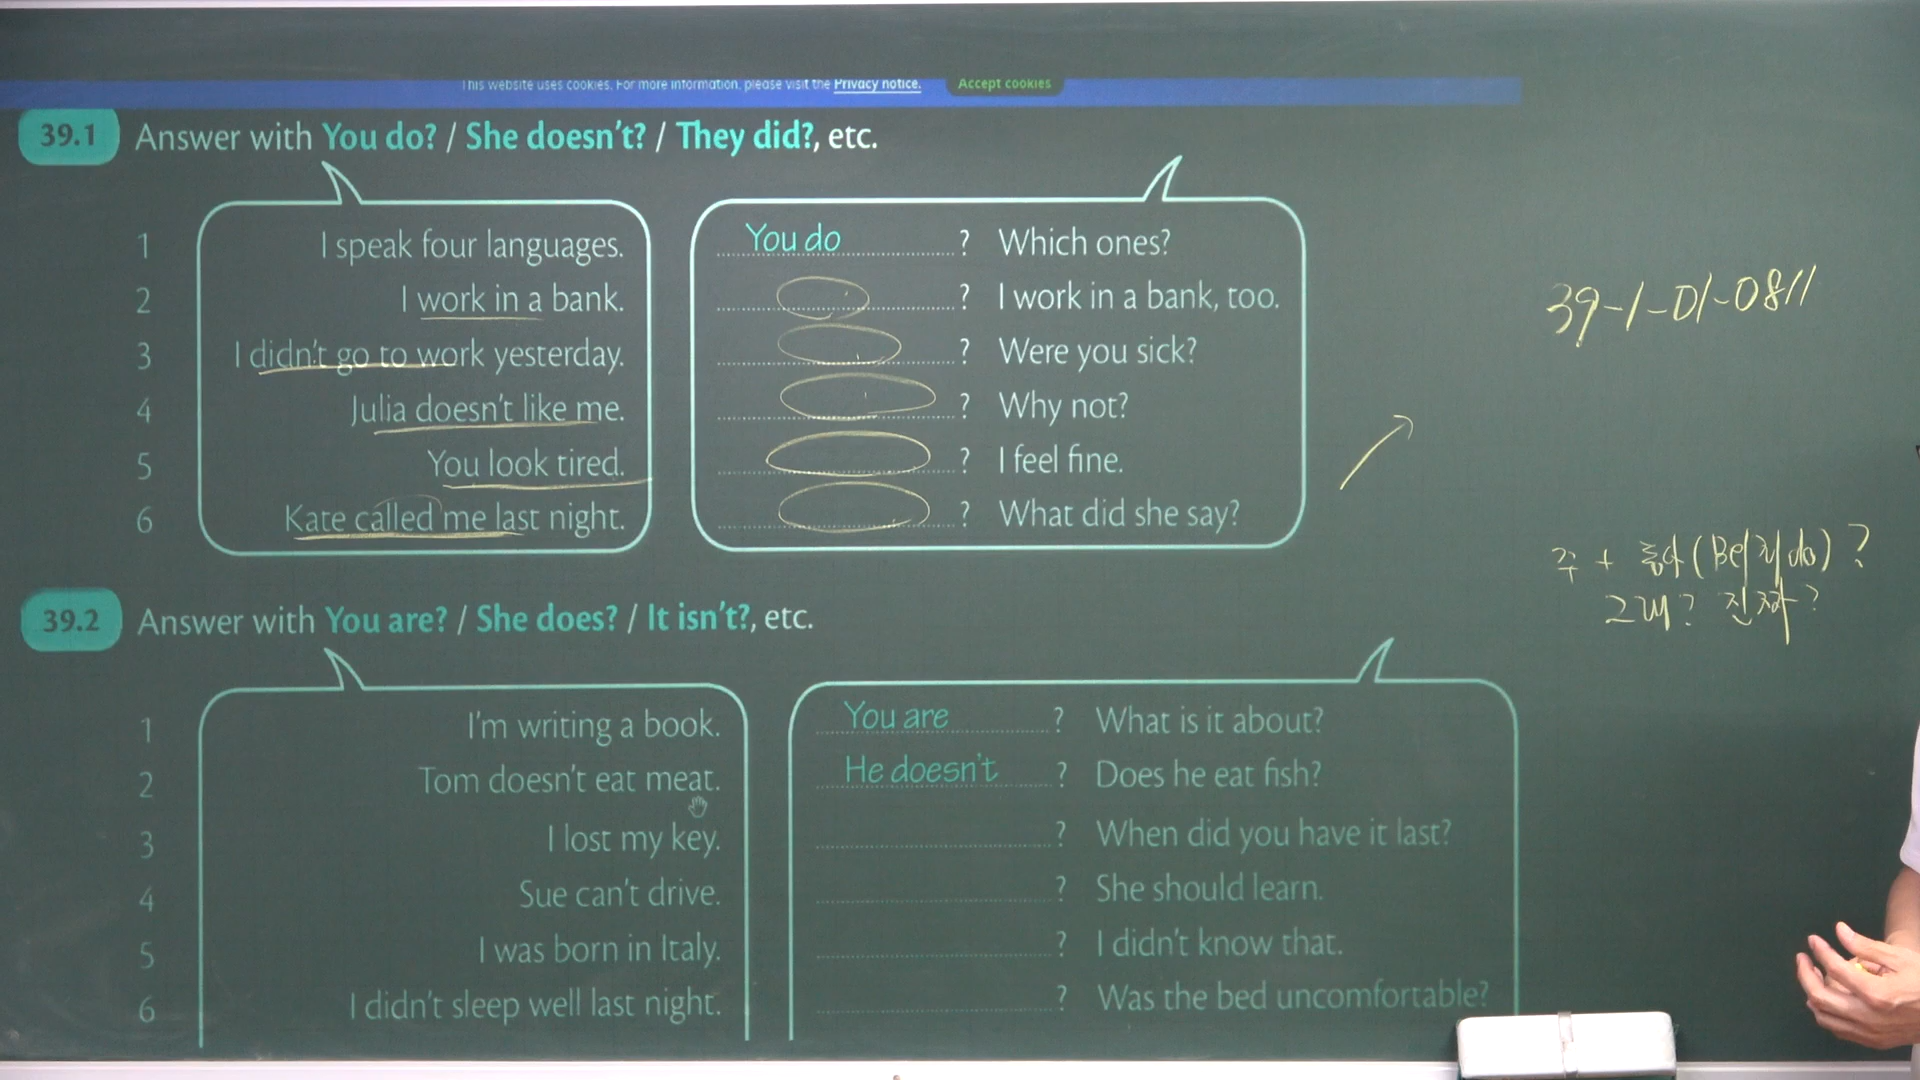 This website uses cookies. For more information, please visit the Privacy notice. Accept cookies
39.1 Answer with You do? / She doesn't? / They did?, etc.
1 I speak four languages. You do ? Which ones?
2 I work in a bank. ? I work in a bank, too.
3 I didn't go to work yesterday. ? Were you sick?
4 Julia doesn't like me. ? Why not?
5 You look tired. ? I feel fine.
6 Kate called me last night. ? What did she say?
39-1-01-0811
주 + 동사 (Be/조/do) ?
그래? 진짜?
39.2 Answer with You are? / She does? / It isn't?, etc.
1 I'm writing a book. You are ? What is it about?
2 Tom doesn't eat meat. He doesn't ? Does he eat fish?
3 I lost my key. ? When did you have it last?
4 Sue can't drive. ? She should learn.
5 I was born in Italy. ? I didn't know that.
6 I didn't sleep well last night. ? Was the bed uncomfortable?